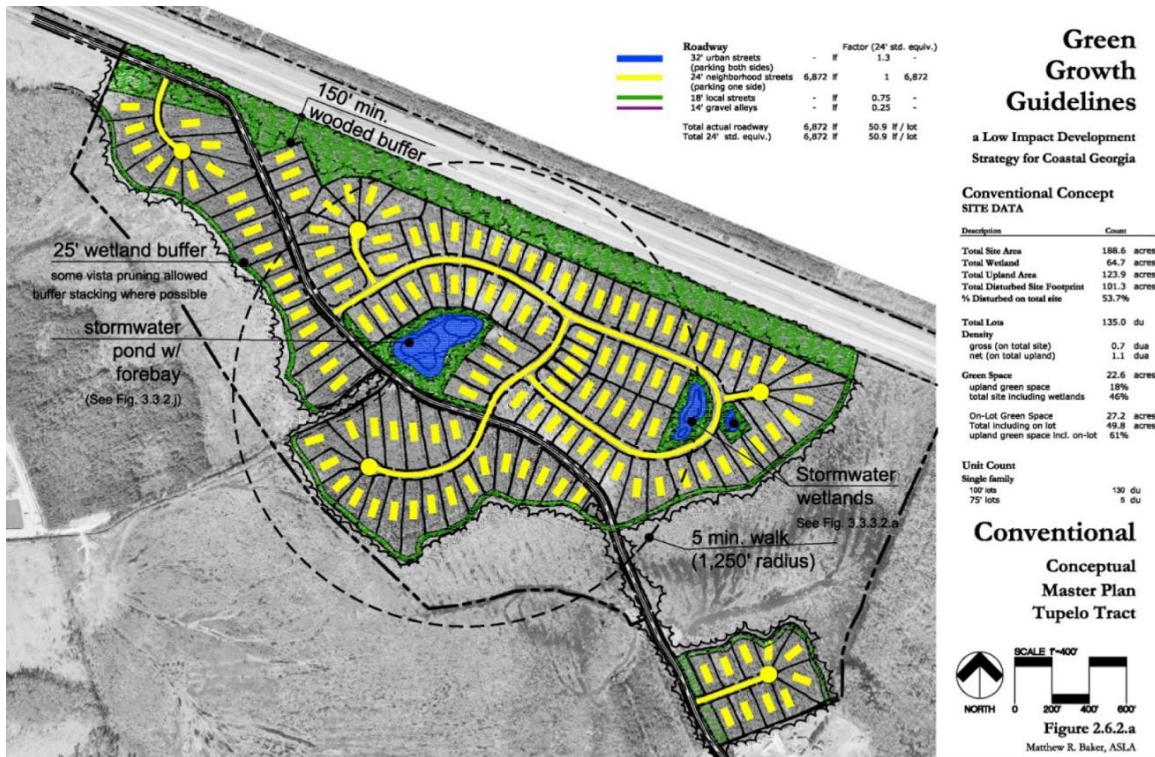 Roadway Factor (24' std. equiv.)
32' urban streets - lf 1.3 -
(parking both sides)
24' neighborhood streets 6,872 lf 1 6,872
(parking one side)
18' local streets - lf 0.75 -
14' gravel alleys - lf 0.25 -
Total actual roadway 6,872 lf 50.9 lf / lot
Total 24' std. equiv.) 6,872 lf 50.9 lf / lot
150' min.
wooded buffer
25' wetland buffer
some vista pruning allowed
buffer stacking where possible
stormwater
pond w/
forebay
(See Fig. 3.3.2.j)
Stormwater
wetlands
See Fig. 3.3.3.2.a
5 min. walk
(1,250' radius)
Green
Growth
Guidelines
a Low Impact Development
Strategy for Coastal Georgia
Conventional Concept
SITE DATA
Description Count
Total Site Area 188.6 acres
Total Wetland 64.7 acres
Total Upland Area 123.9 acres
Total Disturbed Site Footprint 101.3 acres
% Disturbed on total site 53.7%
Total Lots 135.0 du
Density
gross (on total site) 0.7 dua
net (on total upland) 1.1 dua
Green Space 22.6 acres
upland green space 18%
total site including wetlands 46%
On-Lot Green Space 27.2 acres
Total including on lot 49.8 acres
upland green space incl. on-lot 61%
Unit Count
Single family
100' lots 130 du
75' lots 5 du
Conventional
Conceptual
Master Plan
Tupelo Tract
SCALE 1"=400'
NORTH 0 200' 400' 600'
Figure 2.6.2.a
Matthew R. Baker, ASLA